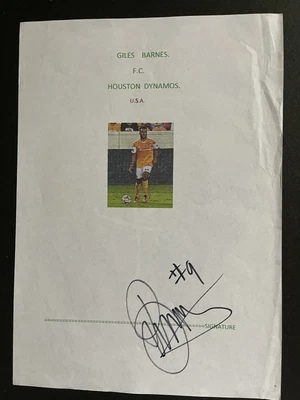 GILES BARNES.
F.C.
HOUSTON DYNAMOS.
U.S.A.
#9
SIGNATURE